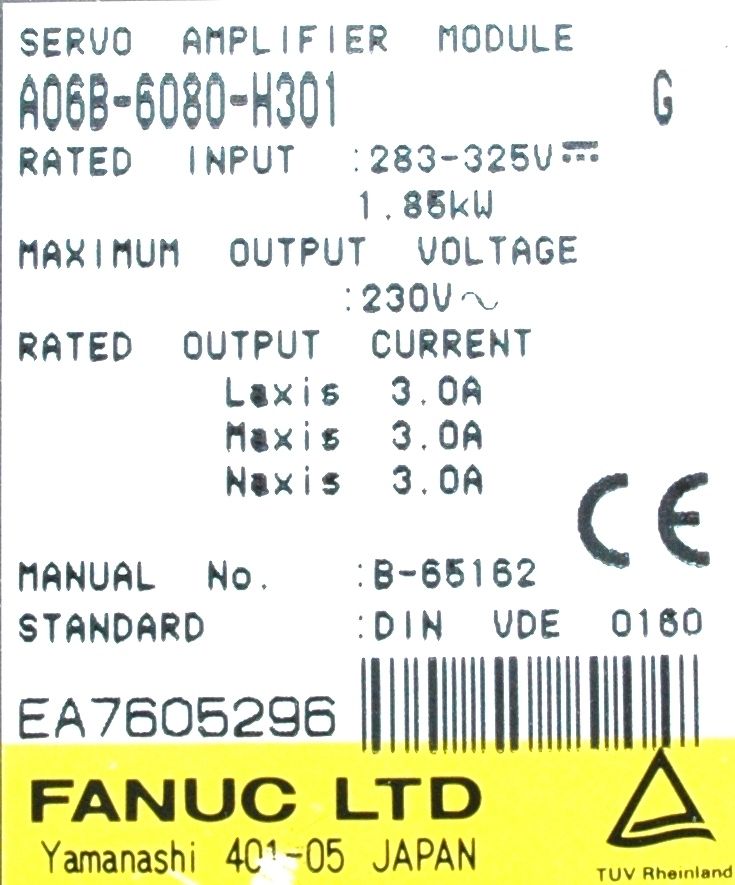 SERVO AMPLIFIER MODULE
A06B-6080-H301 G
RATED INPUT :283-325V⎓
1.85kW
MAXIMUM OUTPUT VOLTAGE
:230V～
RATED OUTPUT CURRENT
Laxis 3.0A
Maxis 3.0A
Naxis 3.0A
CE
MANUAL No. :B-65162
STANDARD :DIN VDE 0160
EA7605296
FANUC LTD
Yamanashi 401-05 JAPAN
TUV Rheinland